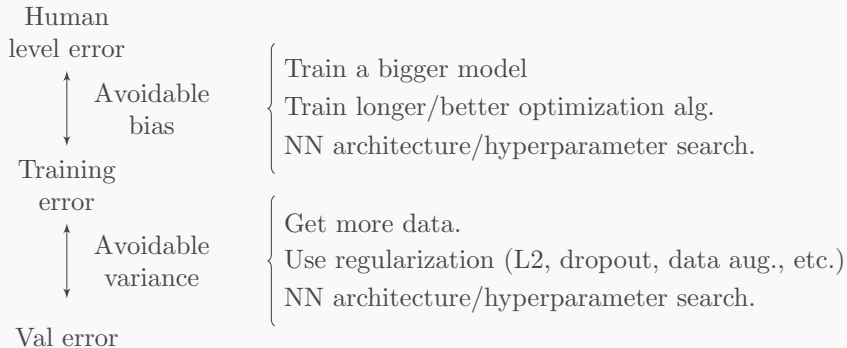 Human
level error
Avoidable
bias
Train a bigger model
Train longer/better optimization alg.
NN architecture/hyperparameter search.
Training
error
Avoidable
variance
Get more data.
Use regularization (L2, dropout, data aug., etc.)
NN architecture/hyperparameter search.
Val error